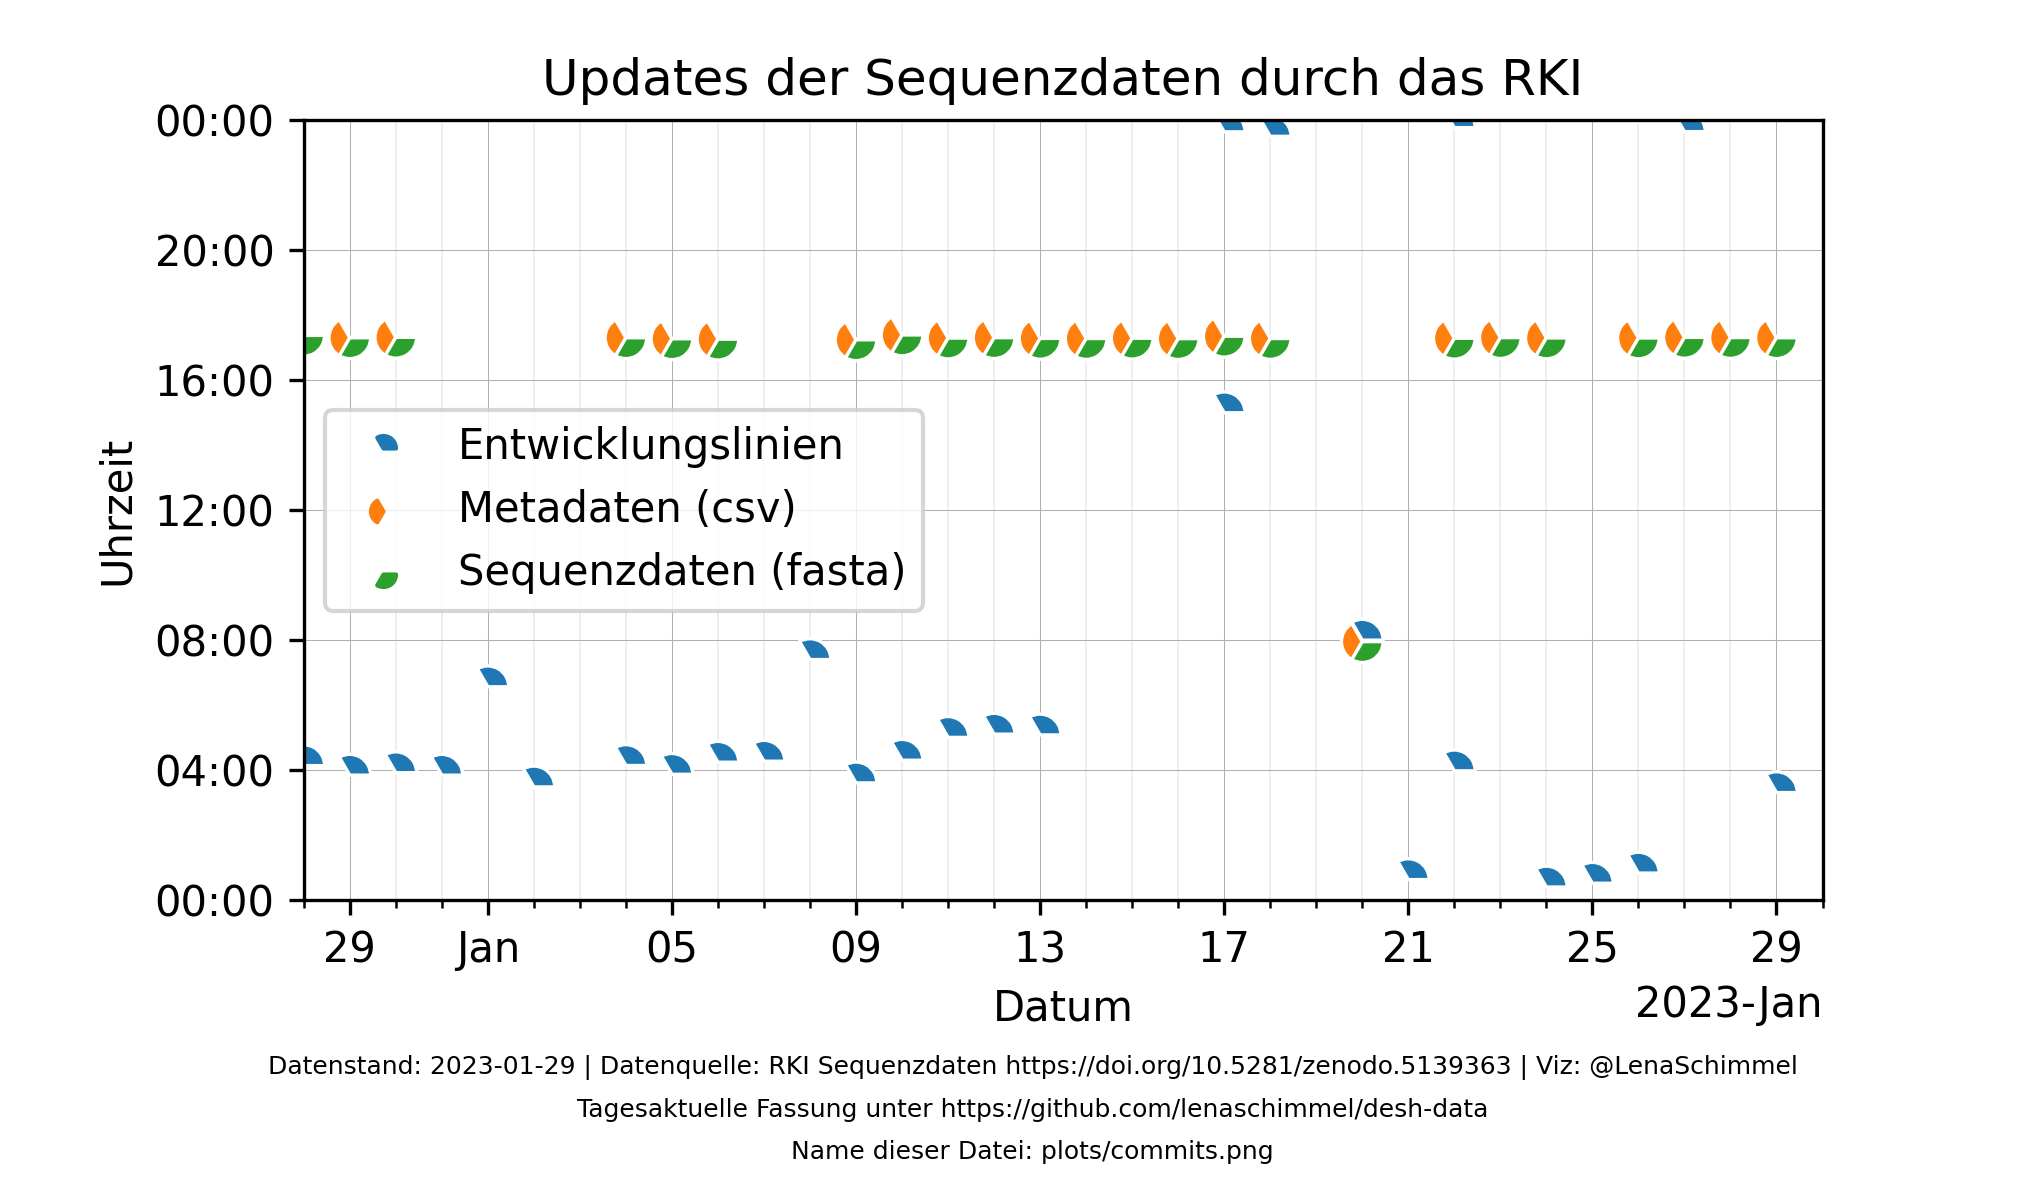 Updates der Sequenzdaten durch das RKI
00:00
20:00
16:00
12:00
08:00
04:00
00:00
Uhrzeit
Entwicklungslinien
Metadaten (csv)
Sequenzdaten (fasta)
29 Jan 05 09 13 17 21 25 29
Datum
2023-Jan
Datenstand: 2023-01-29 | Datenquelle: RKI Sequenzdaten https://doi.org/10.5281/zenodo.5139363 | Viz: @LenaSchimmel
Tagesaktuelle Fassung unter https://github.com/lenaschimmel/desh-data
Name dieser Datei: plots/commits.png